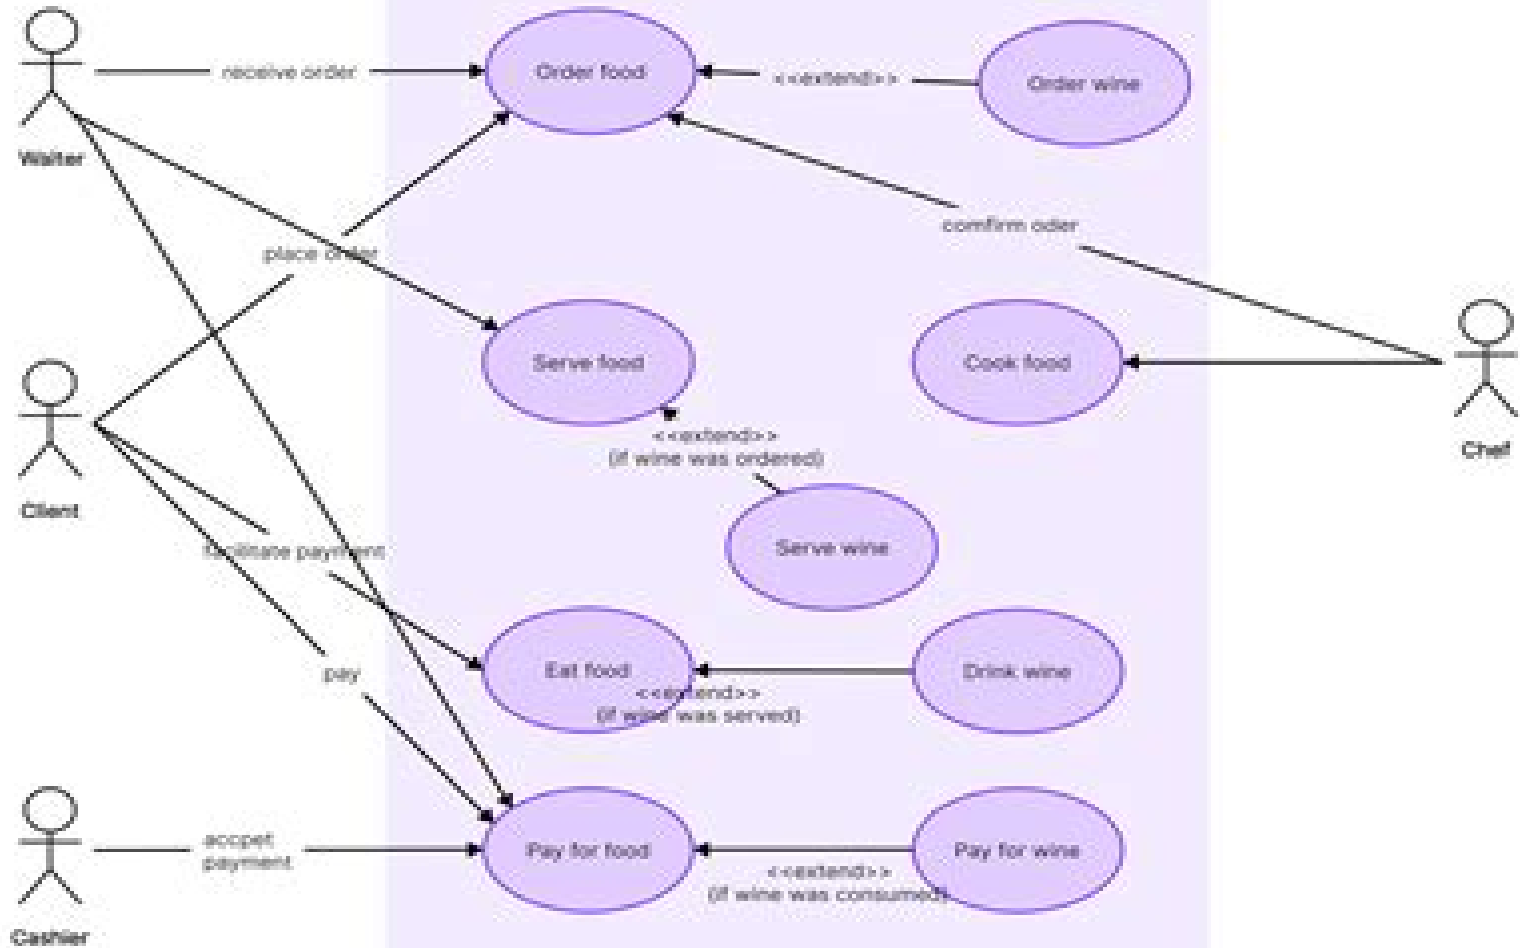 receive order
Order food
<<extend>>
Order wine
Waiter
place order
comfirm oder
Serve food
Cook food
<<extend>>
(if wine was ordered)
Chef
Client
facilitate payment
Serve wine
pay
Eat food
Drink wine
<<extend>>
(if wine was served)
accpet
payment
Pay for food
Pay for wine
<<extend>>
(if wine was consumed)
Cashier